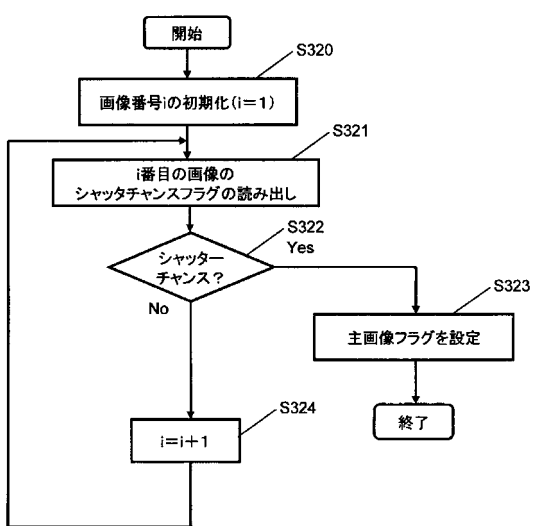 開始
S320
画像番号iの初期化(i=1)
S321
i番目の画像の
シャッタチャンスフラグの読み出し
S322
シャッター
チャンス?
Yes
No
S323
主画像フラグを設定
S324
i=i+1
終了